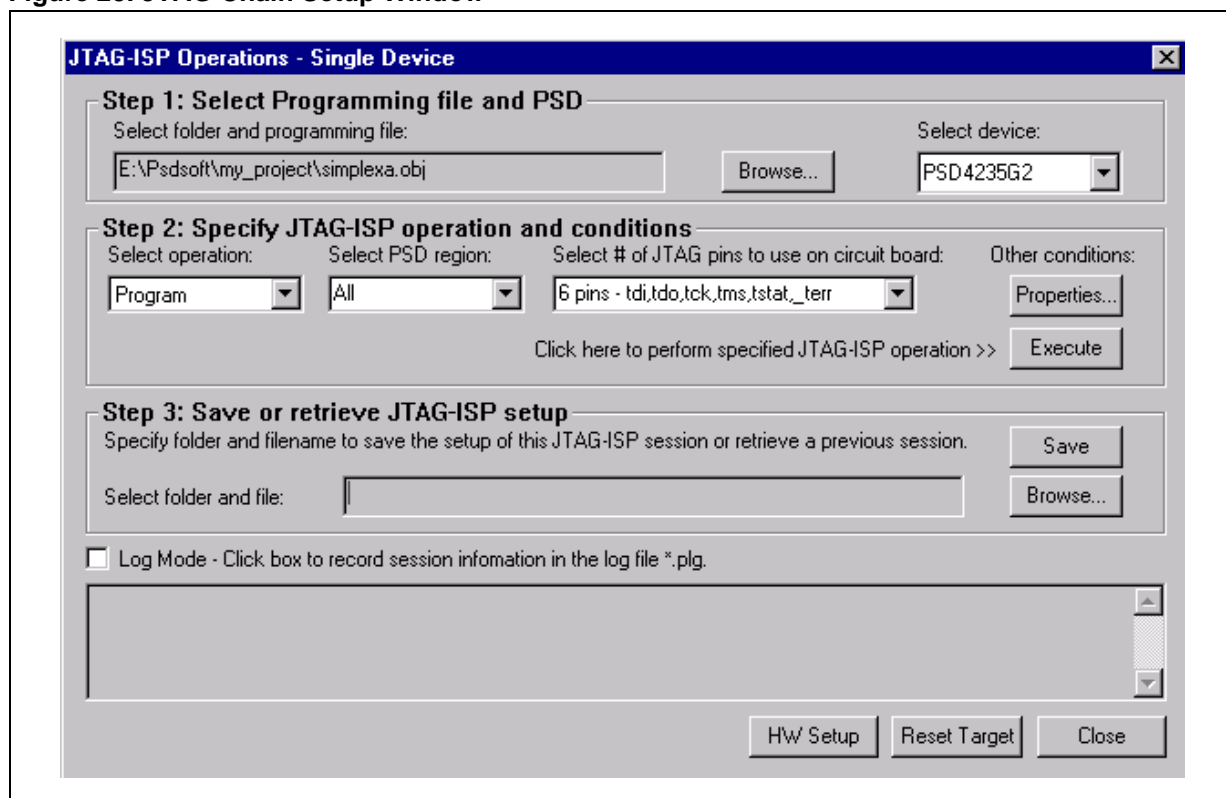 JTAG-ISP Operations - Single Device
Step 1: Select Programming file and PSD
Select folder and programming file:
Select device:
E:\Psdsoft\my_project\simplexa.obj
Browse...
PSD4235G2
Step 2: Specify JTAG-ISP operation and conditions
Select operation:
Select PSD region:
Select # of JTAG pins to use on circuit board:
Other conditions:
Program
All
6 pins - tdi,tdo,tck,tms,tstat,_terr
Properties...
Click here to perform specified JTAG-ISP operation >>
Execute
Step 3: Save or retrieve JTAG-ISP setup
Specify folder and filename to save the setup of this JTAG-ISP session or retrieve a previous session.
Save
Select folder and file:
Browse...
Log Mode - Click box to record session infomation in the log file *.plg.
HW Setup
Reset Target
Close